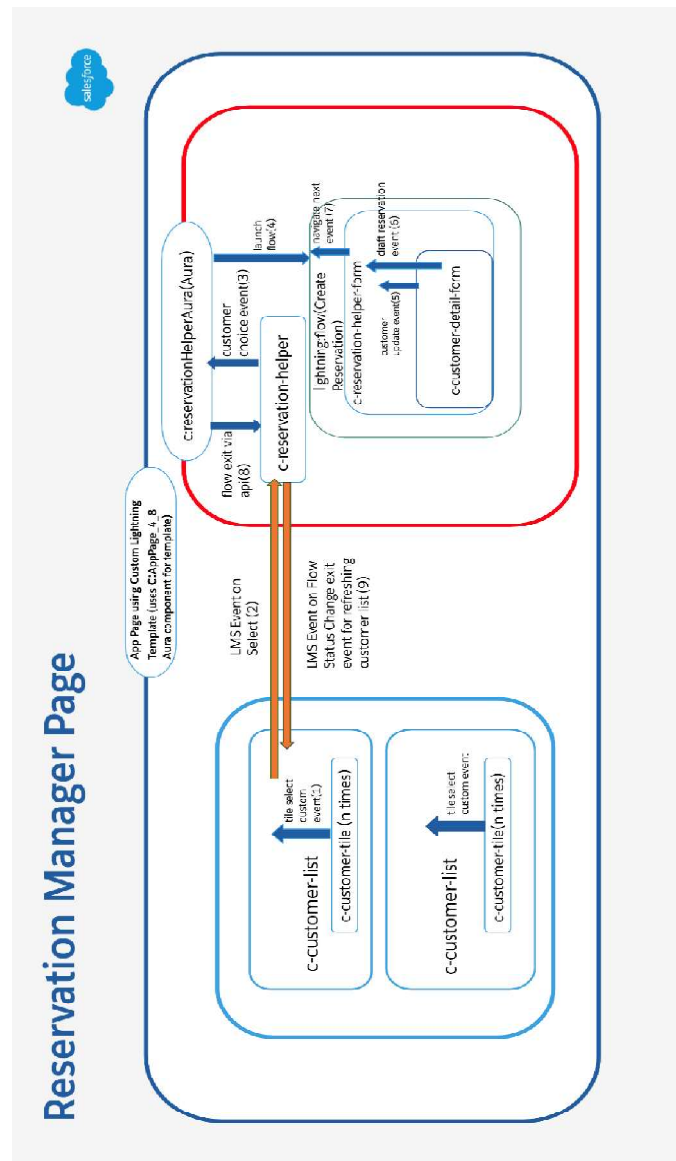 Reservation Manager Page
salesforce
App Page using Custom Lightning
Template (uses C:AppPage_4_8
Aura component for template)
c-customer-list
tile select
custom
event(1)
c-customer-tile (n times)
c-customer-list
tile select
custom event
c-customer-tile(n times)
LMS Event on
Select (2)
LMS Event on Flow
Status Change exit
event for refreshing
customer list (9)
c:reservationHelperAura(Aura)
flow exit via
api(8)
customer
choice event(3)
launch
flow(4)
c-reservation-helper
lightning:flow(Create
Reservation)
navigate next
event (7)
c-reservation-helper-form
customer
update event(5)
draft reservation
event (6)
c-customer-detail-form